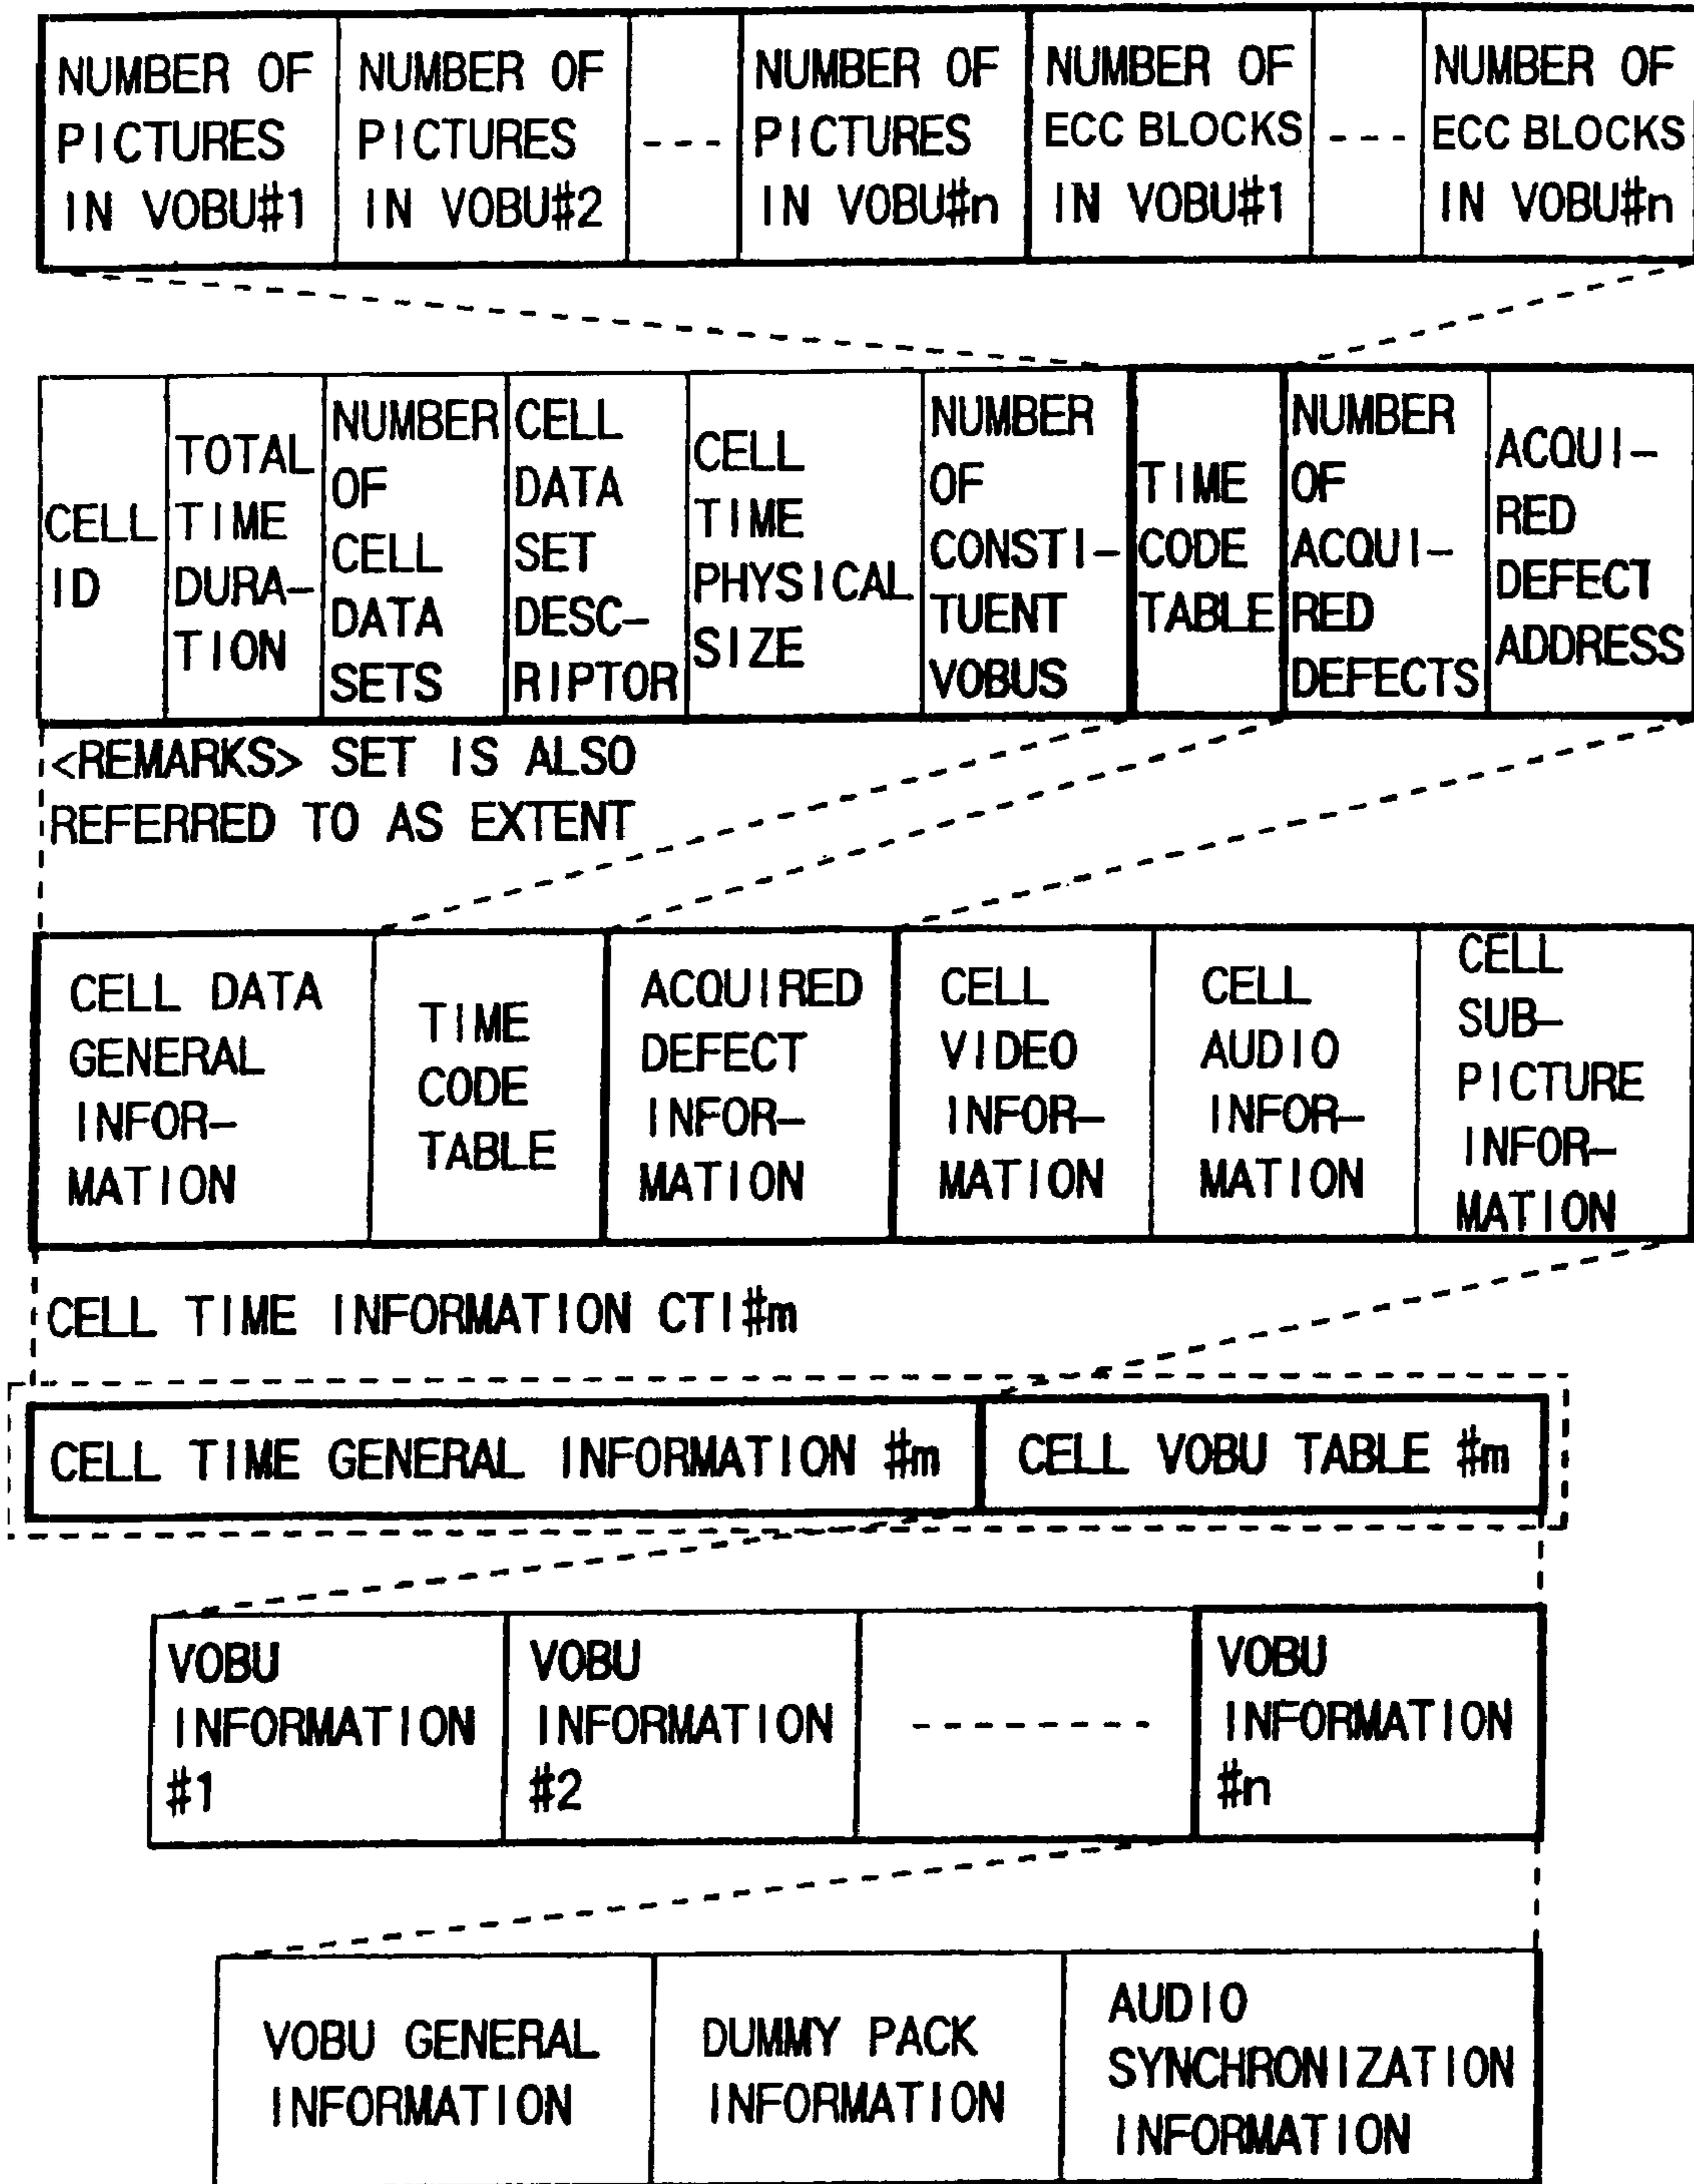 NUMBER OF
PICTURES
IN VOBU#1
NUMBER OF
PICTURES
IN VOBU#2
----
NUMBER OF
PICTURES
IN VOBU#n
NUMBER OF
ECC BLOCKS
IN VOBU#1
---
NUMBER OF
ECC BLOCKS
IN VOBU#n
CELL
ID
TOTAL
TIME
DURA-
TION
NUMBER
OF
CELL
DATA
SETS
CELL
DATA
SET
DESC-
RIPTOR
CELL
TIME
PHYSICAL
SIZE
NUMBER
OF
CONSTI-
TUENT
VOBUS
TIME
CODE
TABLE
NUMBER
OF
ACQUI-
RED
DEFECTS
ACQUI-
RED
DEFECT
ADDRESS
<REMARKS> SET IS ALSO
REFERRED TO AS EXTENT
CELL DATA
GENERAL
INFOR-
MATION
TIME
CODE
TABLE
ACQUIRED
DEFECT
INFOR-
MATION
CELL
VIDEO
INFOR-
MATION
CELL
AUDIO
INFOR-
MATION
CELL
SUB-
PICTURE
INFOR-
MATION
CELL TIME INFORMATION CTI#m
CELL TIME GENERAL INFORMATION #m
CELL VOBU TABLE #m
VOBU
INFORMATION
#1
VOBU
INFORMATION
#2
---------
VOBU
INFORMATION
#n
VOBU GENERAL
INFORMATION
DUMMY PACK
INFORMATION
AUDIO
SYNCHRONIZATION
INFORMATION